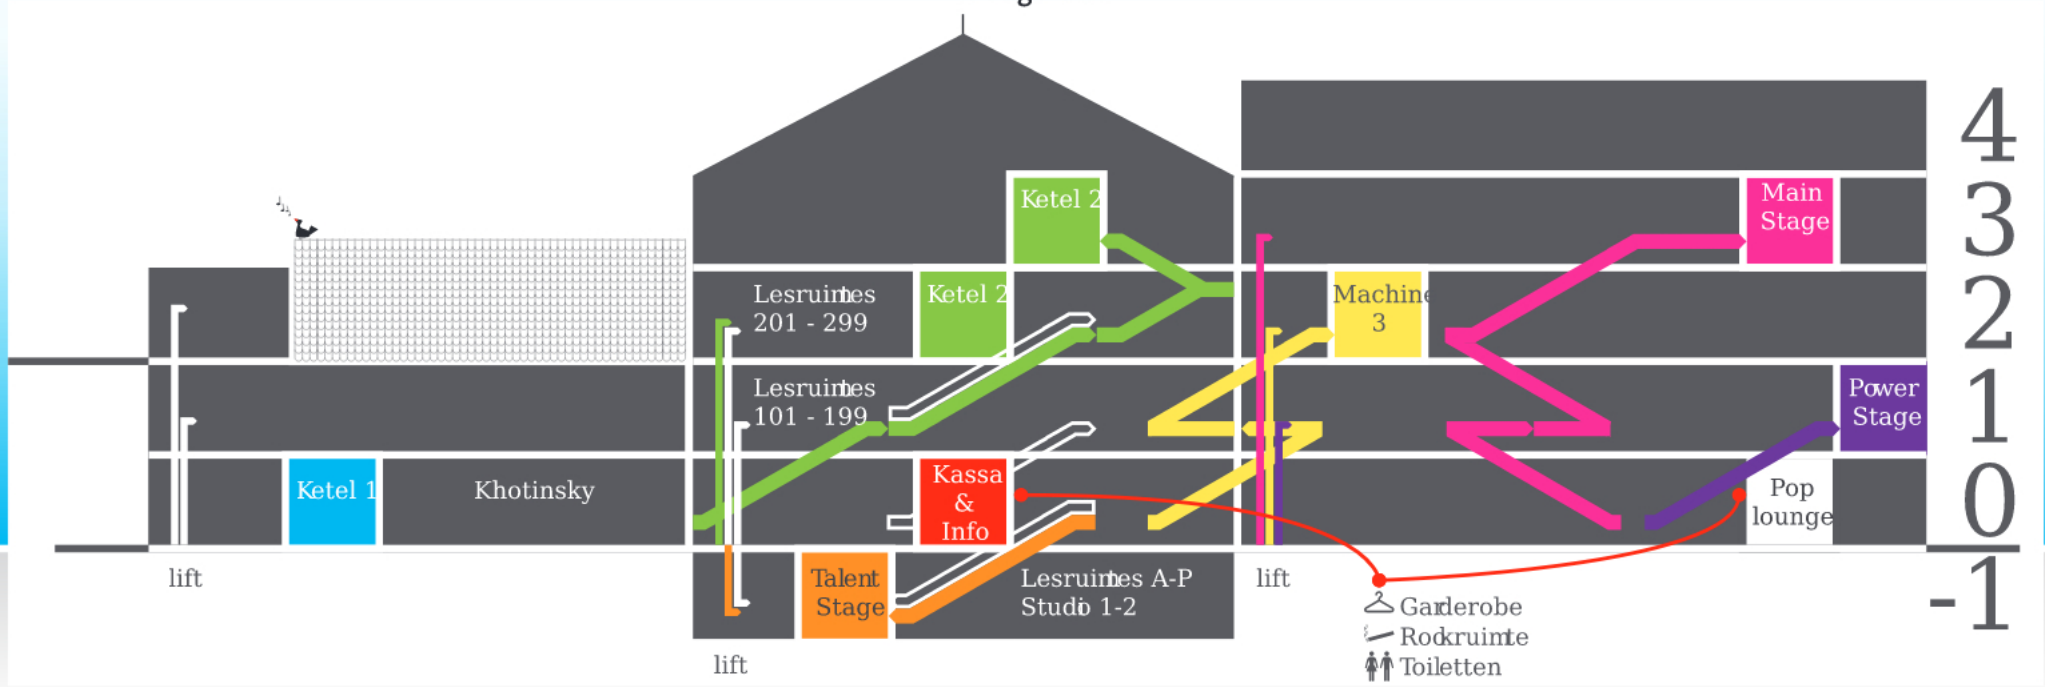 4
Main
Stage
3
Ketel 2
Lesruimtes
201 - 299
Ketel 2
Machine
3
2
Lesruimtes
101 - 199
Power
Stage
1
Ketel 1
Khotinsky
Kassa
&
Info
Pop
lounge
0
lift
Talent
Stage
Lesruimtes A-P
Studio 1-2
lift
Garderobe
Rookruimte
Toiletten
-1
lift